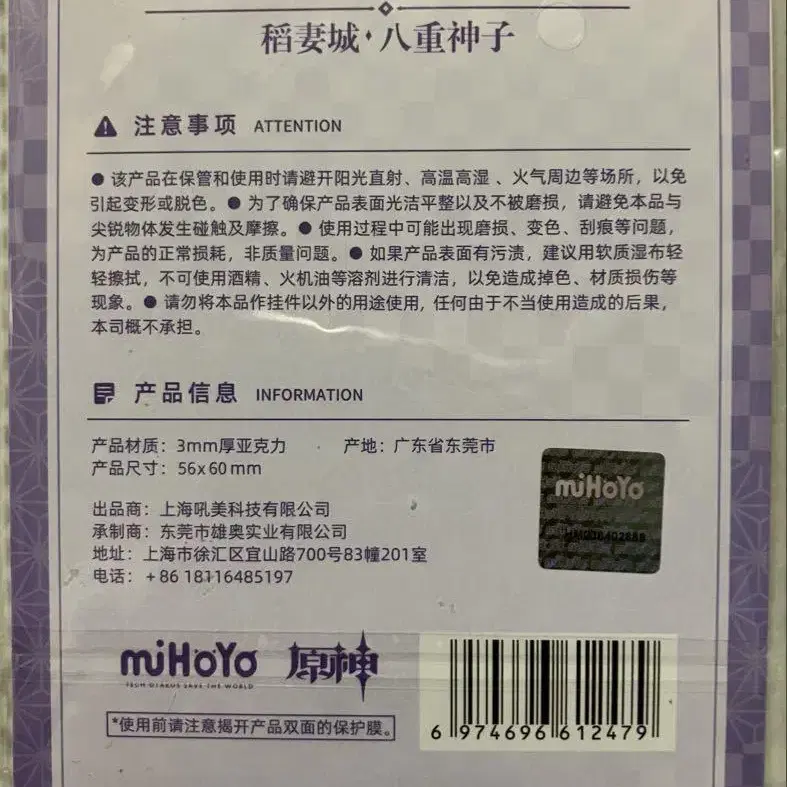 稻妻城·八重神子
注意事项 ATTENTION
● 该产品在保管和使用时请避开阳光直射、高温高湿、火气周边等场所，以免
引起变形或脱色。● 为了确保产品表面光洁平整以及不被磨损，请避免本品与
尖锐物体发生碰触及摩擦。● 使用过程中可能出现磨损、变色、刮痕等问题，
为产品的正常损耗，非质量问题。● 如果产品表面有污渍，建议用软质湿布轻
轻擦拭，不可使用酒精、火机油等溶剂进行清洁，以免造成掉色、材质损伤等
现象。● 请勿将本品作挂件以外的用途使用，任何由于不当使用造成的后果，
本司概不承担。
产品信息 INFORMATION
产品材质：3mm厚亚克力 产地：广东省东莞市
产品尺寸：56x60mm
出品商：上海吼美科技有限公司
承制商：东莞市雄奥实业有限公司
地址：上海市徐汇区宜山路700号83幢201室
电话：+86 18116485197
miHoYo
miHoYo 原神
TECH OTAKUS SAVE THE WORLD
*使用前请注意揭开产品双面的保护膜。
6 974696 612479